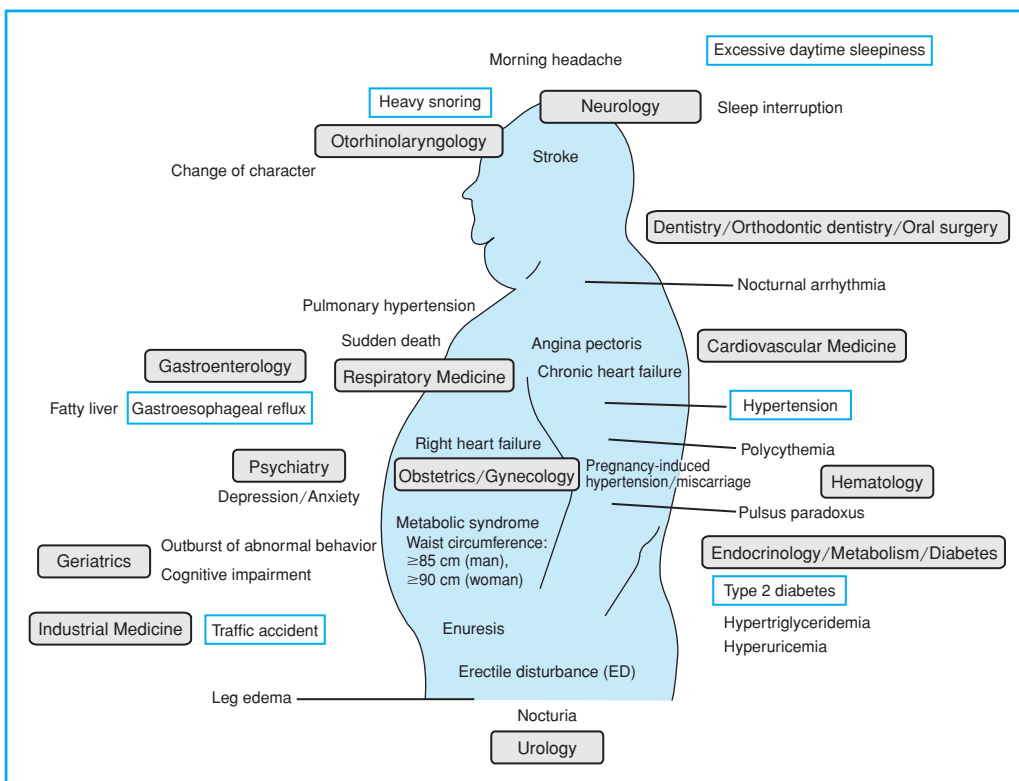 Excessive daytime sleepiness
Morning headache
Heavy snoring
Neurology
Sleep interruption
Otorhinolaryngology
Stroke
Change of character
Dentistry/Orthodontic dentistry/Oral surgery
Nocturnal arrhythmia
Pulmonary hypertension
Sudden death
Angina pectoris
Cardiovascular Medicine
Gastroenterology
Respiratory Medicine
Chronic heart failure
Fatty liver
Gastroesophageal reflux
Hypertension
Right heart failure
Polycythemia
Psychiatry
Depression/Anxiety
Obstetrics/Gynecology
Pregnancy-induced
hypertension/miscarriage
Hematology
Pulsus paradoxus
Metabolic syndrome
Waist circumference:
≥85 cm (man),
≥90 cm (woman)
Geriatrics
Outburst of abnormal behavior
Cognitive impairment
Endocrinology/Metabolism/Diabetes
Type 2 diabetes
Hypertriglyceridemia
Hyperuricemia
Industrial Medicine
Traffic accident
Enuresis
Erectile disturbance (ED)
Leg edema
Nocturia
Urology